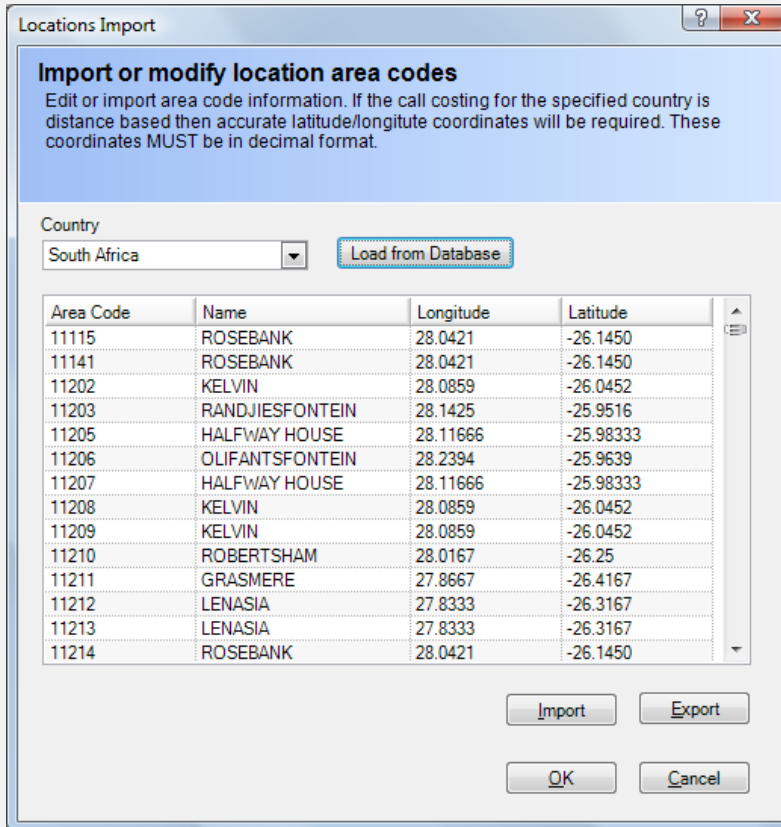 Locations Import
Import or modify location area codes
Edit or import area code information. If the call costing for the specified country is
distance based then accurate latitude/longitute coordinates will be required. These
coordinates MUST be in decimal format.
Country
South Africa Load from Database
Area Code Name Longitude Latitude
11115 ROSEBANK 28.0421 -26.1450
11141 ROSEBANK 28.0421 -26.1450
11202 KELVIN 28.0859 -26.0452
11203 RANDJIESFONTEIN 28.1425 -25.9516
11205 HALFWAY HOUSE 28.11666 -25.98333
11206 OLIFANTSFONTEIN 28.2394 -25.9639
11207 HALFWAY HOUSE 28.11666 -25.98333
11208 KELVIN 28.0859 -26.0452
11209 KELVIN 28.0859 -26.0452
11210 ROBERTSHAM 28.0167 -26.25
11211 GRASMERE 27.8667 -26.4167
11212 LENASIA 27.8333 -26.3167
11213 LENASIA 27.8333 -26.3167
11214 ROSEBANK 28.0421 -26.1450
Import Export
OK Cancel